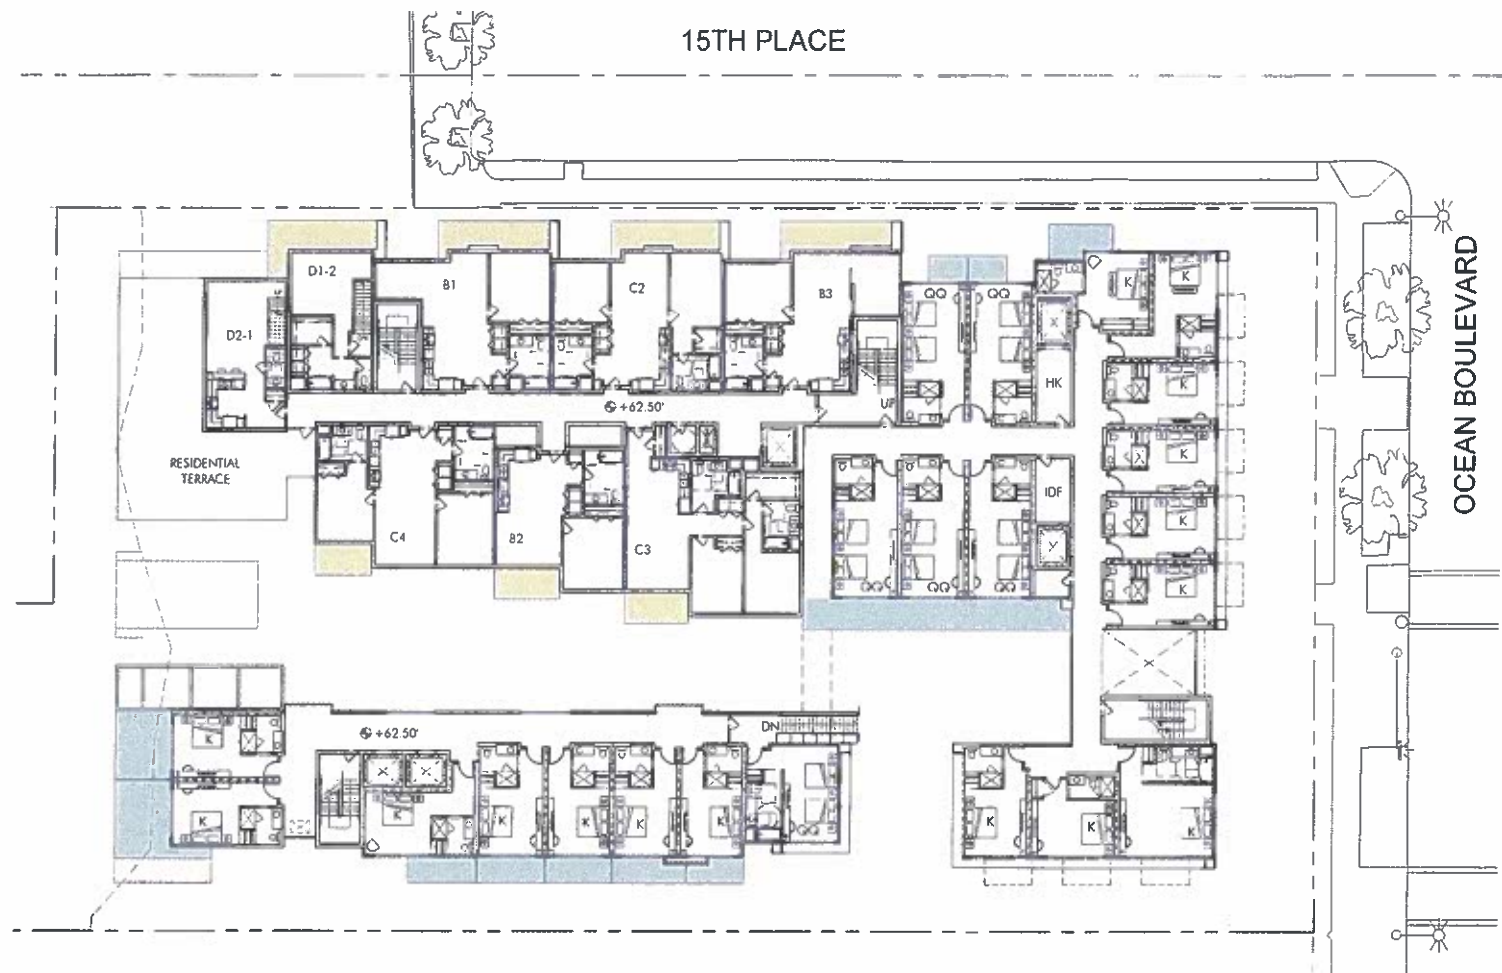 15TH PLACE
OCEAN BOULEVARD
D1-2
B1
C2
B3
D2-1
QQ
QQ
K
K
HK
K
UP
+62.50'
RESIDENTIAL
TERRACE
K
IDF
C4
B2
C3
K
QQ
QQ
QQ
K
DN
+62.50'
K
K
K
K
K
K
K
K
K
K